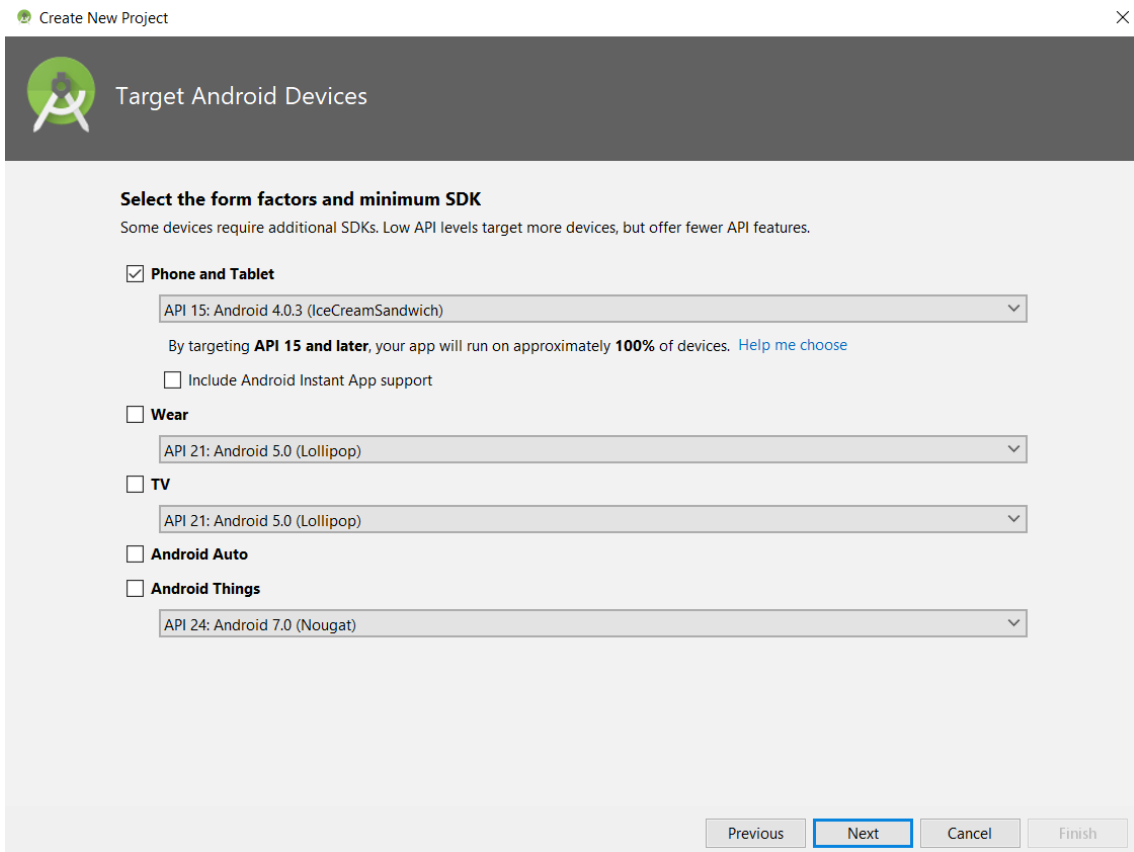 Create New Project
Target Android Devices
Select the form factors and minimum SDK
Some devices require additional SDKs. Low API levels target more devices, but offer fewer API features.
Phone and Tablet
API 15: Android 4.0.3 (IceCreamSandwich)
By targeting API 15 and later, your app will run on approximately 100% of devices. Help me choose
Include Android Instant App support
Wear
API 21: Android 5.0 (Lollipop)
TV
API 21: Android 5.0 (Lollipop)
Android Auto
Android Things
API 24: Android 7.0 (Nougat)
Previous Next Cancel Finish